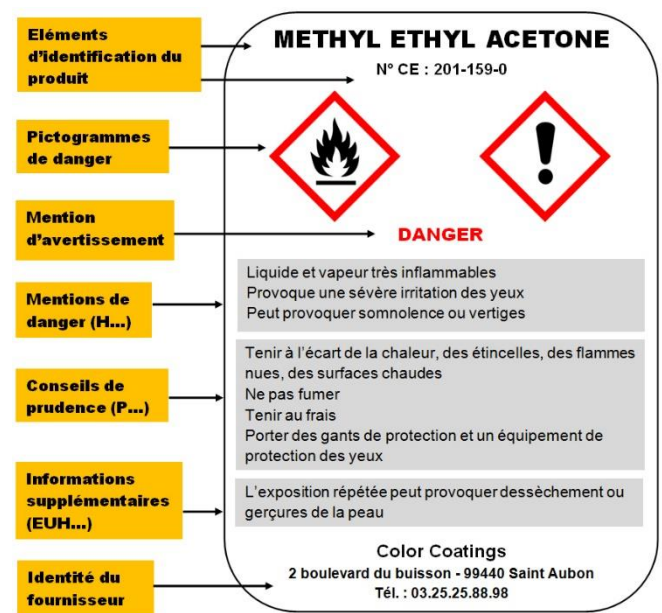 Eléments
d'identification du
produit
METHYL ETHYL ACETONE
N° CE : 201-159-0
Pictogrammes
de danger
Mention
d'avertissement
DANGER
Mentions de
danger (H...)
Liquide et vapeur très inflammables
Provoque une sévère irritation des yeux
Peut provoquer somnolence ou vertiges
Conseils de
prudence (P...)
Tenir à l'écart de la chaleur, des étincelles, des flammes
nues, des surfaces chaudes
Ne pas fumer
Tenir au frais
Porter des gants de protection et un équipement de
protection des yeux
Informations
supplémentaires
(EUH...)
L'exposition répétée peut provoquer dessèchement ou
gerçures de la peau
Identité du
fournisseur
Color Coatings
2 boulevard du buisson - 99440 Saint Aubon
Tél. : 03.25.25.88.98